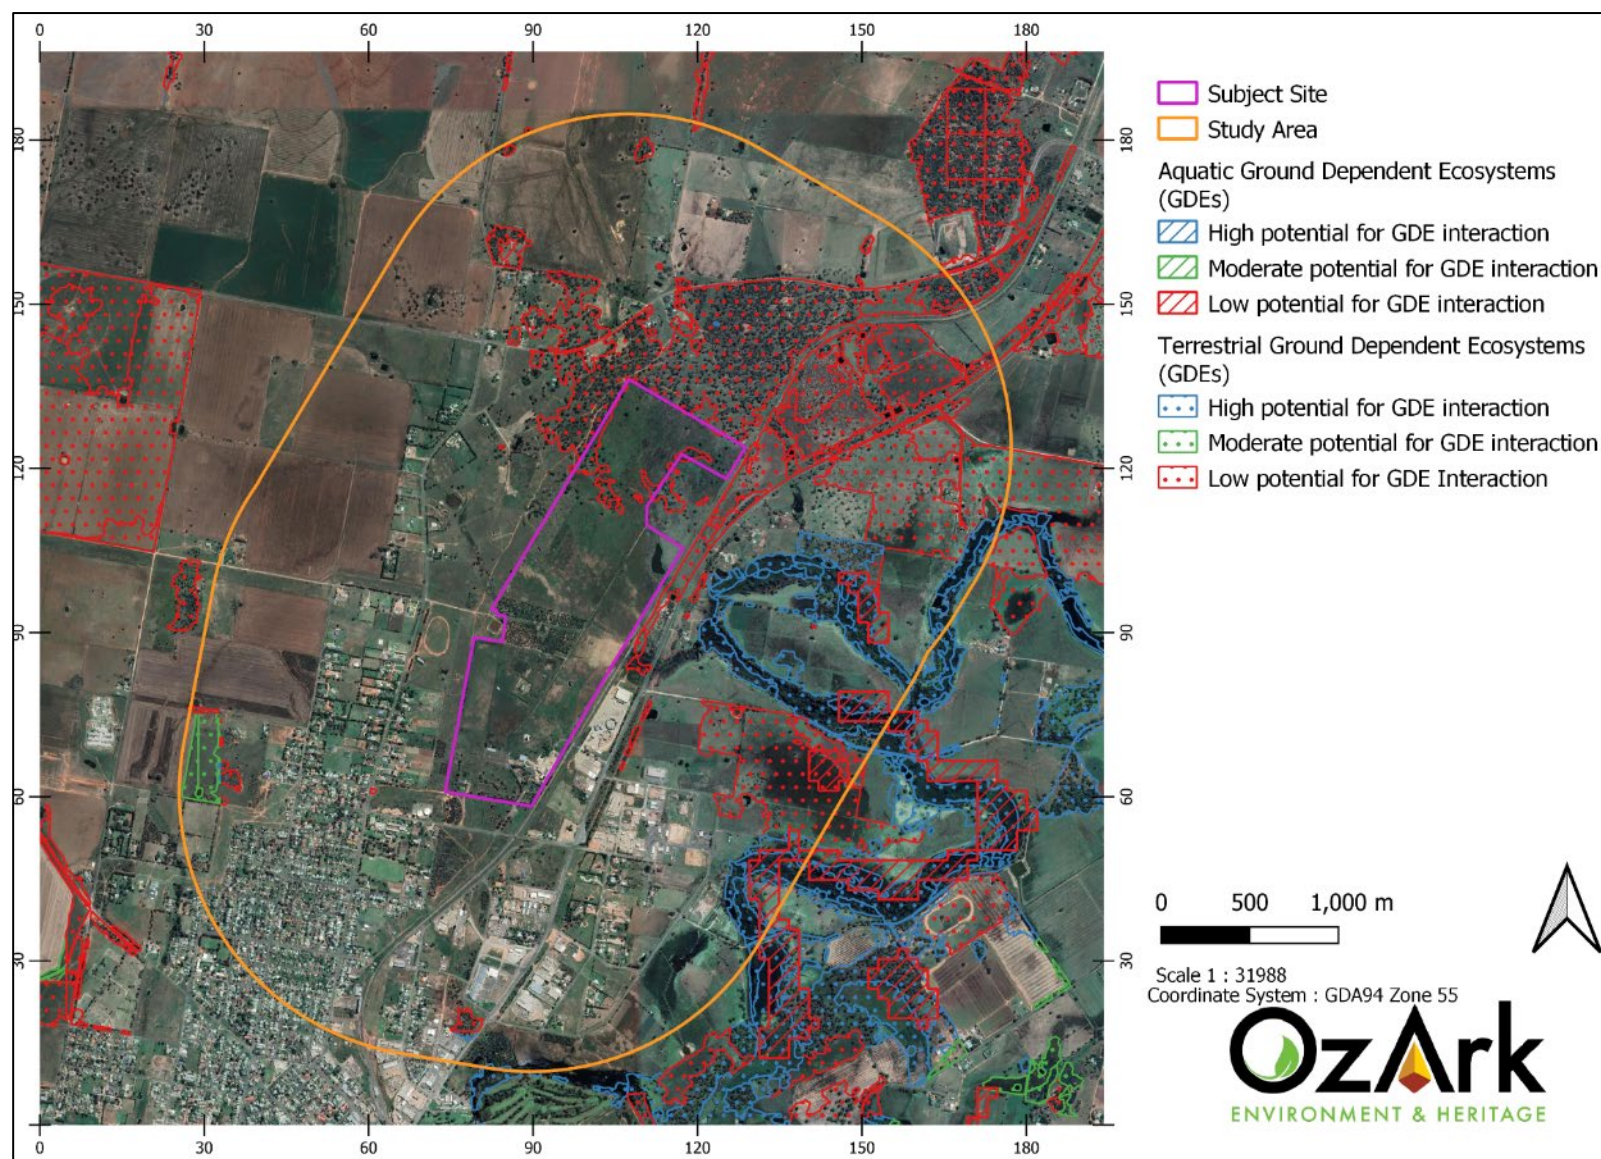 0 30 60 90 120 150 180
180 180
150 150
120 120
90 90
60 60
30 30
0 30 60 90 120 150 180
Subject Site
Study Area
Aquatic Ground Dependent Ecosystems
(GDEs)
High potential for GDE interaction
Moderate potential for GDE interaction
Low potential for GDE interaction
Terrestrial Ground Dependent Ecosystems
(GDEs)
High potential for GDE interaction
Moderate potential for GDE interaction
Low potential for GDE Interaction
0 500 1,000 m
Scale 1 : 31988
Coordinate System : GDA94 Zone 55
OzArk
ENVIRONMENT & HERITAGE